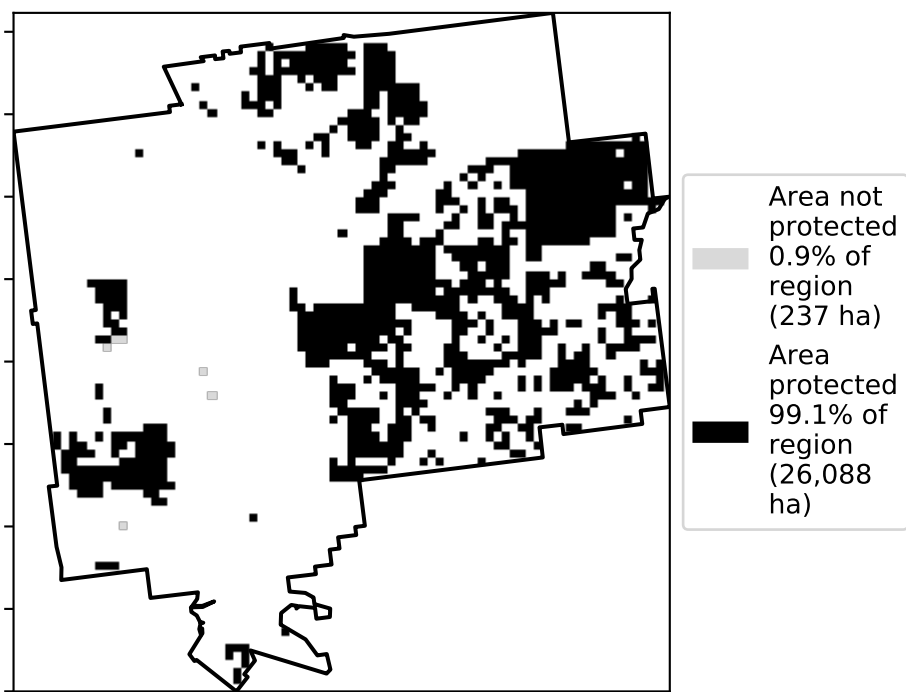 Area not
protected
0.9% of
region
(237 ha)
Area
protected
99.1% of
region
(26,088
ha)